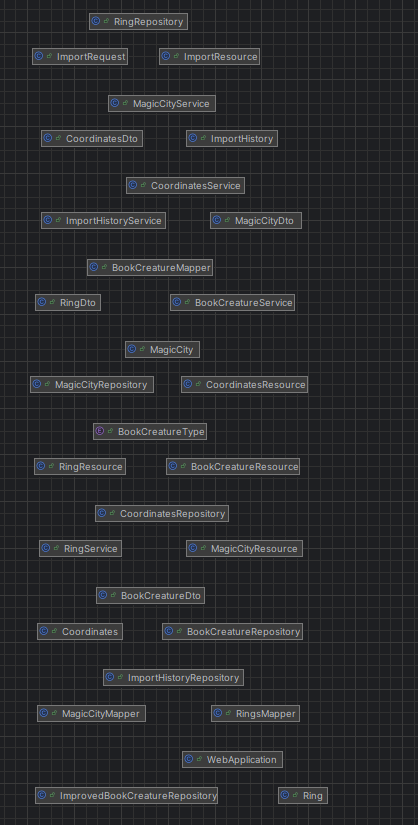 RingRepository
ImportRequest ImportResource
MagicCityService
CoordinatesDto ImportHistory
CoordinatesService
ImportHistoryService MagicCityDto
BookCreatureMapper
RingDto BookCreatureService
MagicCity
MagicCityRepository CoordinatesResource
BookCreatureType
RingResource BookCreatureResource
CoordinatesRepository
RingService MagicCityResource
BookCreatureDto
Coordinates BookCreatureRepository
ImportHistoryRepository
MagicCityMapper RingsMapper
WebApplication
ImprovedBookCreatureRepository Ring